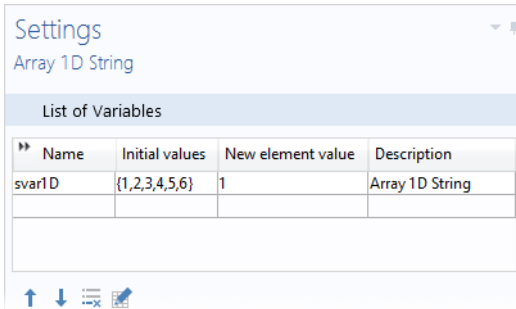 Settings
Array 1D String
List of Variables
Name Initial values New element value Description
svar1D {1,2,3,4,5,6} 1 Array 1D String